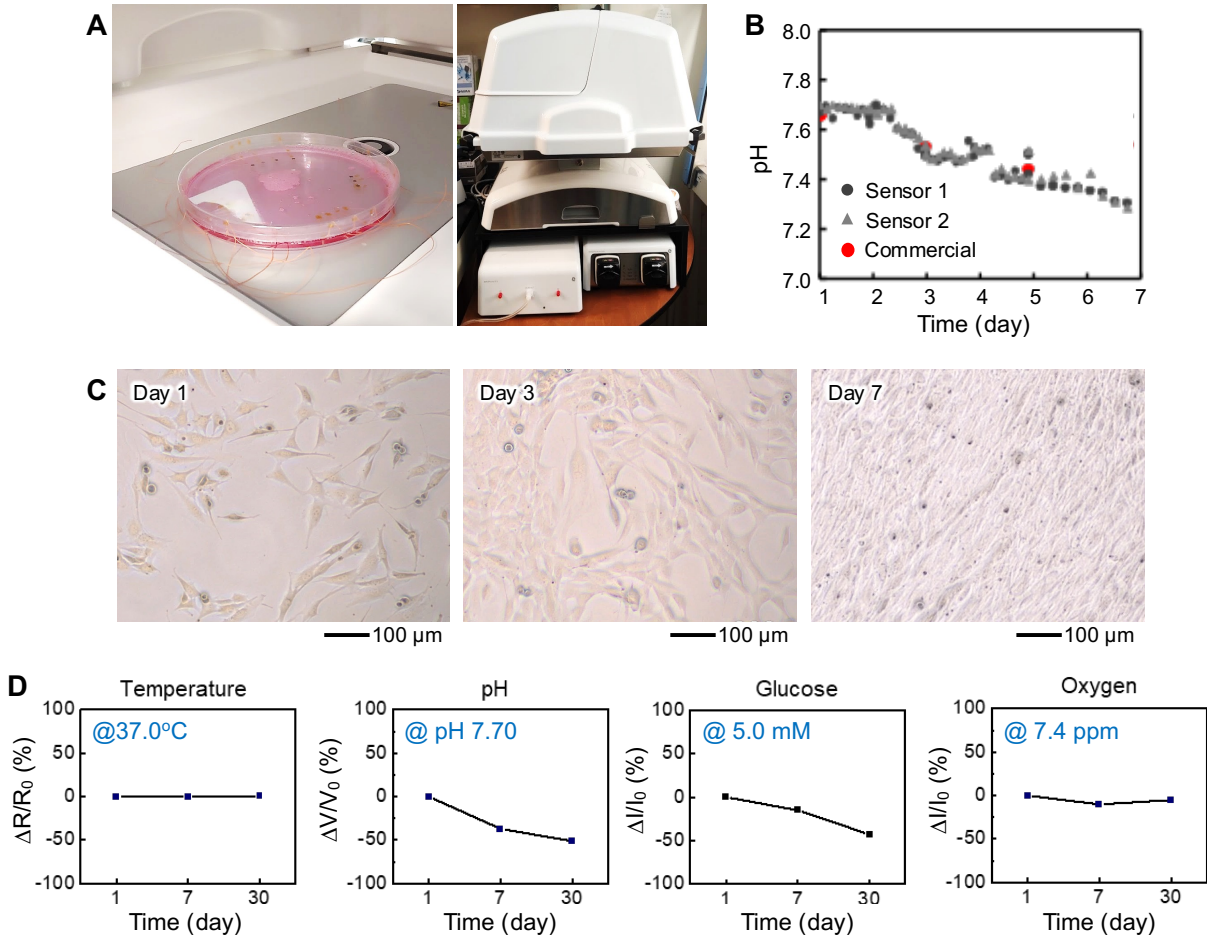 A
B
8.0
7.8
7.6
7.4
7.2
7.0
pH
Sensor 1
Sensor 2
Commercial
1 2 3 4 5 6 7
Time (day)
C
Day 1
Day 3
Day 7
100 µm
100 µm
100 µm
D
Temperature
@37.0°C
ΔR/R0 (%)
100
50
0
-50
-100
1 7 30
Time (day)
pH
@ pH 7.70
ΔV/V0 (%)
100
50
0
-50
-100
1 7 30
Time (day)
Glucose
@ 5.0 mM
ΔI/I0 (%)
100
50
0
-50
-100
1 7 30
Time (day)
Oxygen
@ 7.4 ppm
ΔI/I0 (%)
100
50
0
-50
-100
1 7 30
Time (day)